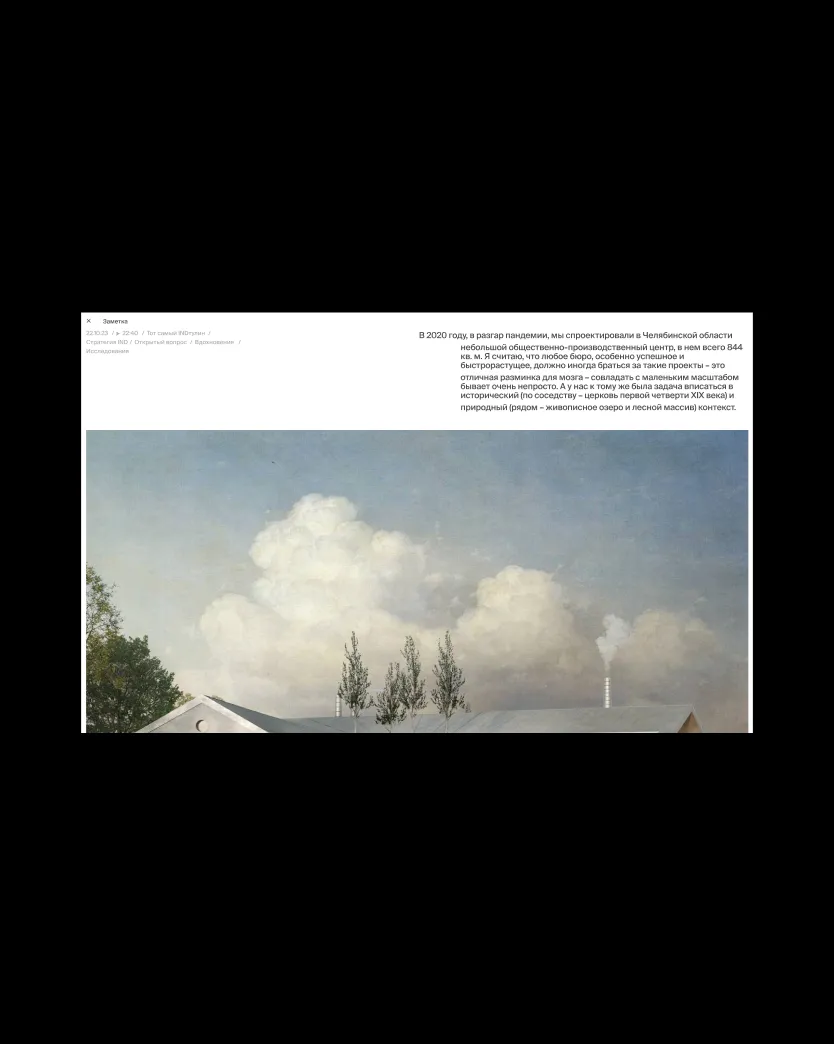 × Заметка
22.10.23 / ▶ 22:40 / Тот самый INDтупин /
Стратегия IND / Открытый вопрос / Вдохновение /
Исследования
В 2020 году, в разгар пандемии, мы спроектировали в Челябинской области
небольшой общественно-производственный центр, в нем всего 844
кв. м. Я считаю, что любое бюро, особенно успешное и
быстрорастущее, должно иногда браться за такие проекты – это
отличная разминка для мозга – совладать с маленьким масштабом
бывает очень непросто. А у нас к тому же была задача вписаться в
исторический (по соседству – церковь первой четверти XIX века) и
природный (рядом – живописное озеро и лесной массив) контекст.